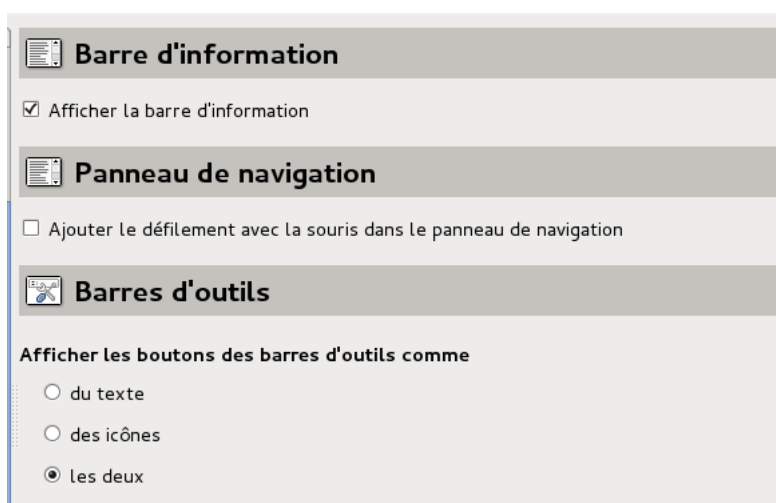 Barre d'information
Afficher la barre d'information
Panneau de navigation
Ajouter le défilement avec la souris dans le panneau de navigation
Barres d'outils
Afficher les boutons des barres d'outils comme
du texte
des icônes
les deux